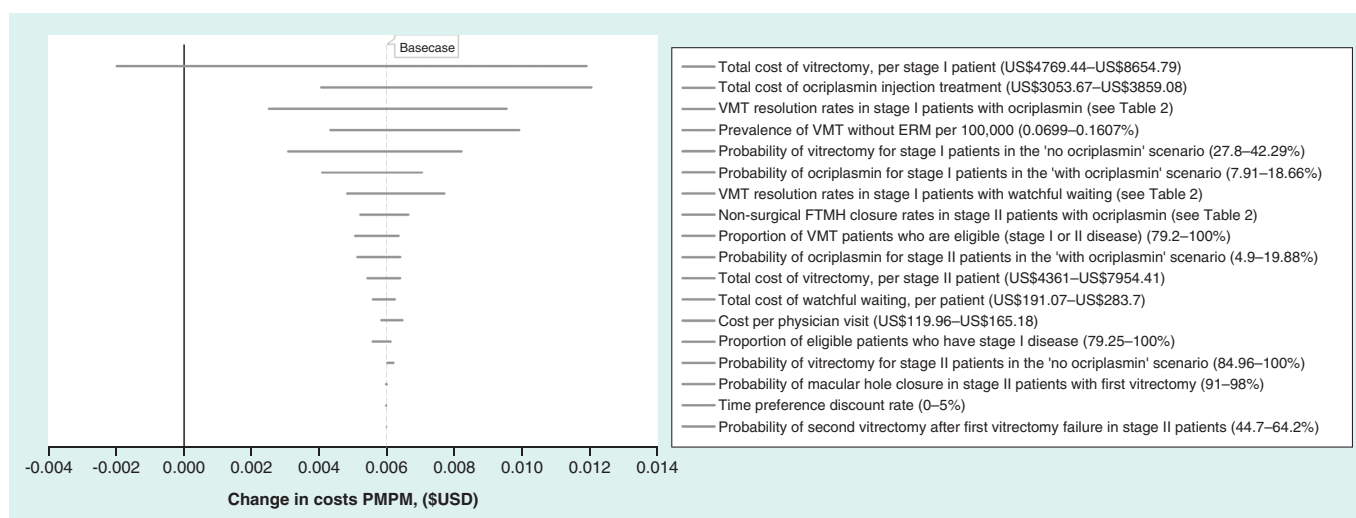 Basecase
Total cost of vitrectomy, per stage I patient (US$4769.44–US$8654.79)
Total cost of ocriplasmin injection treatment (US$3053.67–US$3859.08)
VMT resolution rates in stage I patients with ocriplasmin (see Table 2)
Prevalence of VMT without ERM per 100,000 (0.0699–0.1607%)
Probability of vitrectomy for stage I patients in the 'no ocriplasmin' scenario (27.8–42.29%)
Probability of ocriplasmin for stage I patients in the 'with ocriplasmin' scenario (7.91–18.66%)
VMT resolution rates in stage I patients with watchful waiting (see Table 2)
Non-surgical FTMH closure rates in stage II patients with ocriplasmin (see Table 2)
Proportion of VMT patients who are eligible (stage I or II disease) (79.2–100%)
Probability of ocriplasmin for stage II patients in the 'with ocriplasmin' scenario (4.9–19.88%)
Total cost of vitrectomy, per stage II patient (US$4361–US$7954.41)
Total cost of watchful waiting, per patient (US$191.07–US$283.7)
Cost per physician visit (US$119.96–US$165.18)
Proportion of eligible patients who have stage I disease (79.25–100%)
Probability of vitrectomy for stage II patients in the 'no ocriplasmin' scenario (84.96–100%)
Probability of macular hole closure in stage II patients with first vitrectomy (91–98%)
Time preference discount rate (0–5%)
Probability of second vitrectomy after first vitrectomy failure in stage II patients (44.7–64.2%)
-0.004 -0.002 0.000 0.002 0.004 0.006 0.008 0.010 0.012 0.014
Change in costs PMPM, ($USD)